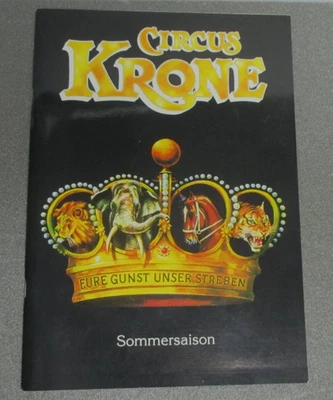 CIRCUS
KRONE
EURE GUNST UNSER STREBEN
Sommersaison